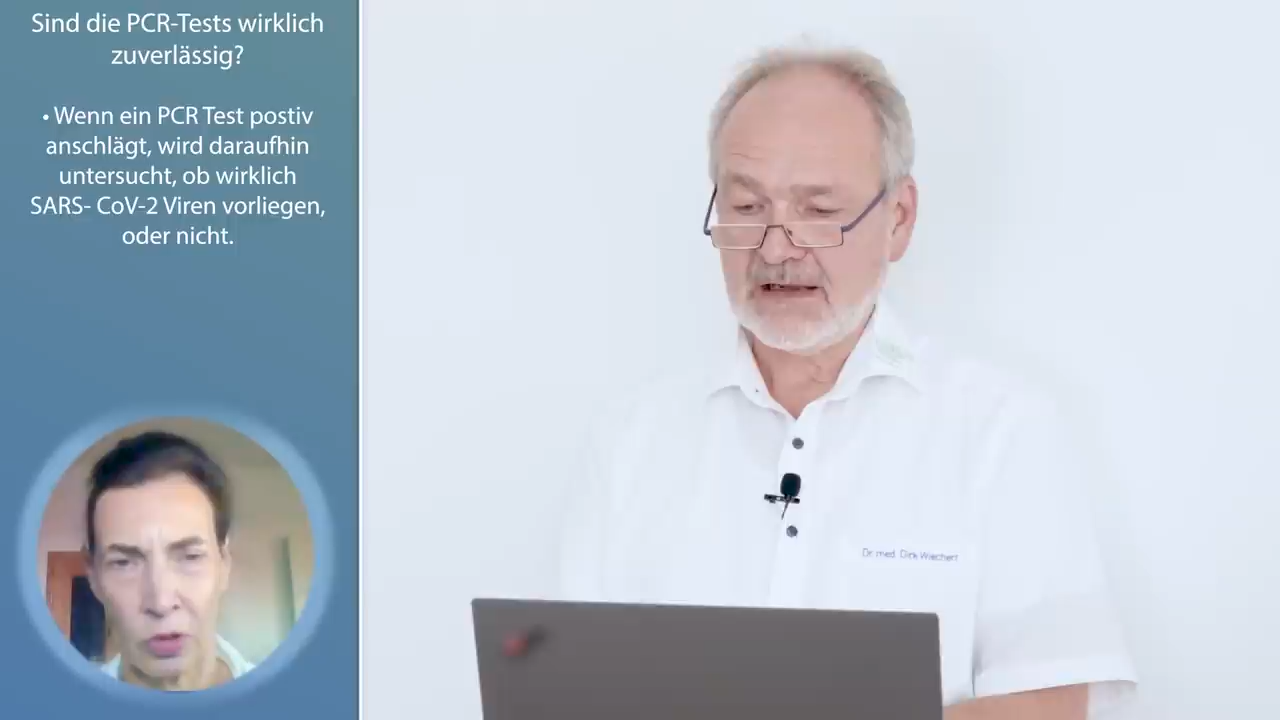 Sind die PCR-Tests wirklich
zuverlässig?
• Wenn ein PCR Test postiv
anschlägt, wird daraufhin
untersucht, ob wirklich
SARS- CoV-2 Viren vorliegen,
oder nicht.
Dr. med. Dirk Wiechert